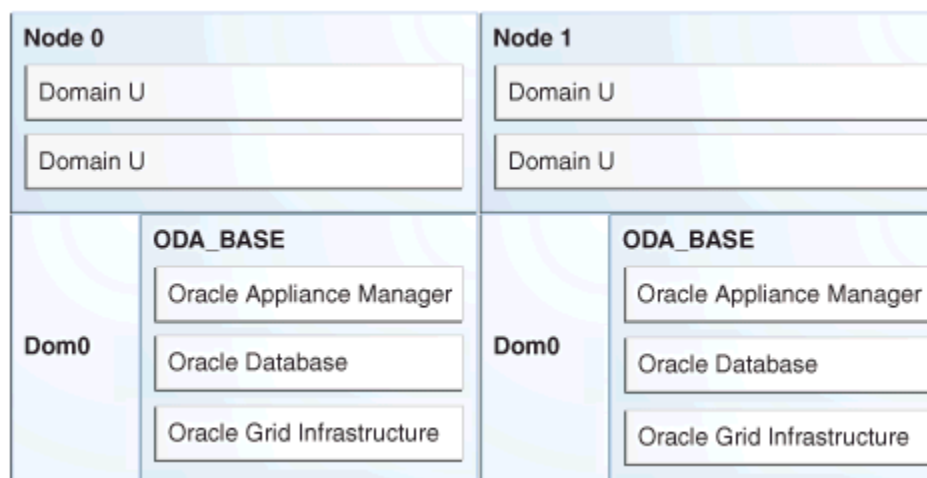 Node 0
Domain U
Domain U
Dom0
ODA_BASE
Oracle Appliance Manager
Oracle Database
Oracle Grid Infrastructure
Node 1
Domain U
Domain U
Dom0
ODA_BASE
Oracle Appliance Manager
Oracle Database
Oracle Grid Infrastructure